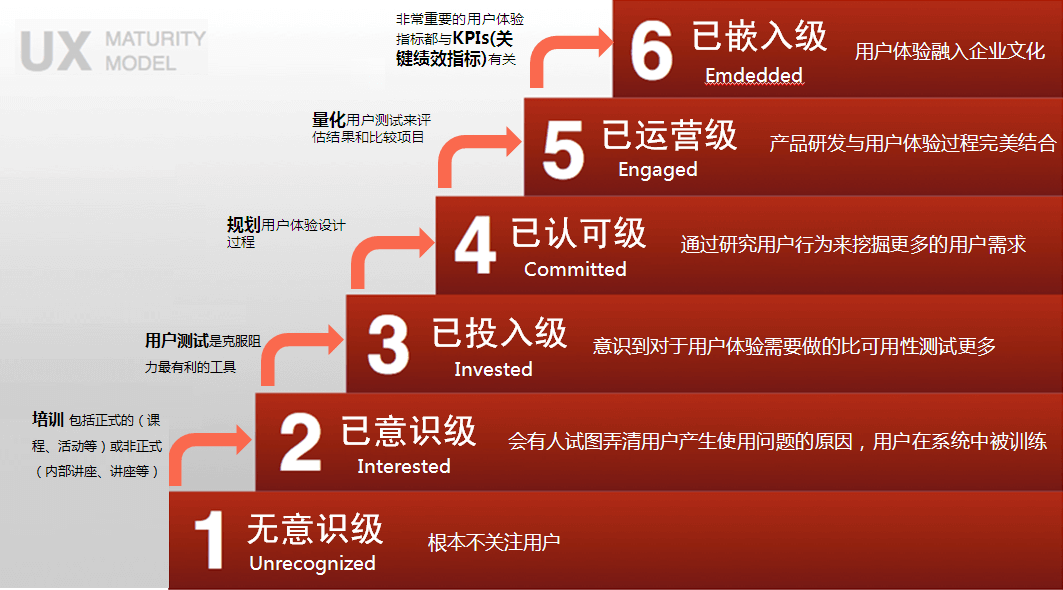 UX MATURITY
MODEL
非常重要的用户体验
指标都与KPIs(关
键绩效指标)有关
6 已嵌入级
Emdedded
用户体验融入企业文化
量化用户测试来评
估结果和比较项目
5 已运营级
Engaged
产品研发与用户体验过程完美结合
规划用户体验设计
过程
4 已认可级
Committed
通过研究用户行为来挖掘更多的用户需求
用户测试是克服阻
力最有利的工具
3 已投入级
Invested
意识到对于用户体验需要做的比可用性测试更多
培训 包括正式的（课
程、活动等）或非正式
（内部讲座、讲座等）
2 已意识级
Interested
会有人试图弄清用户产生使用问题的原因，用户在系统中被训练
1 无意识级
Unrecognized
根本不关注用户